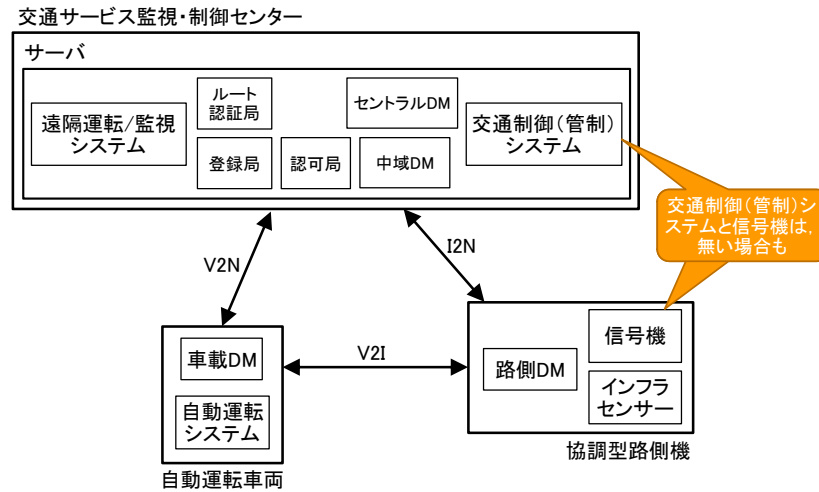 交通サービス監視・制御センター
サーバ
ルート
認証局
セントラルDM
遠隔運転/監視
システム
交通制御(管制)
システム
登録局
認可局
中域DM
交通制御(管制)シ
ステムと信号機は,
無い場合も
V2N
I2N
車載DM
自動運転
システム
V2I
路側DM
信号機
インフラ
センサー
協調型路側機
自動運転車両